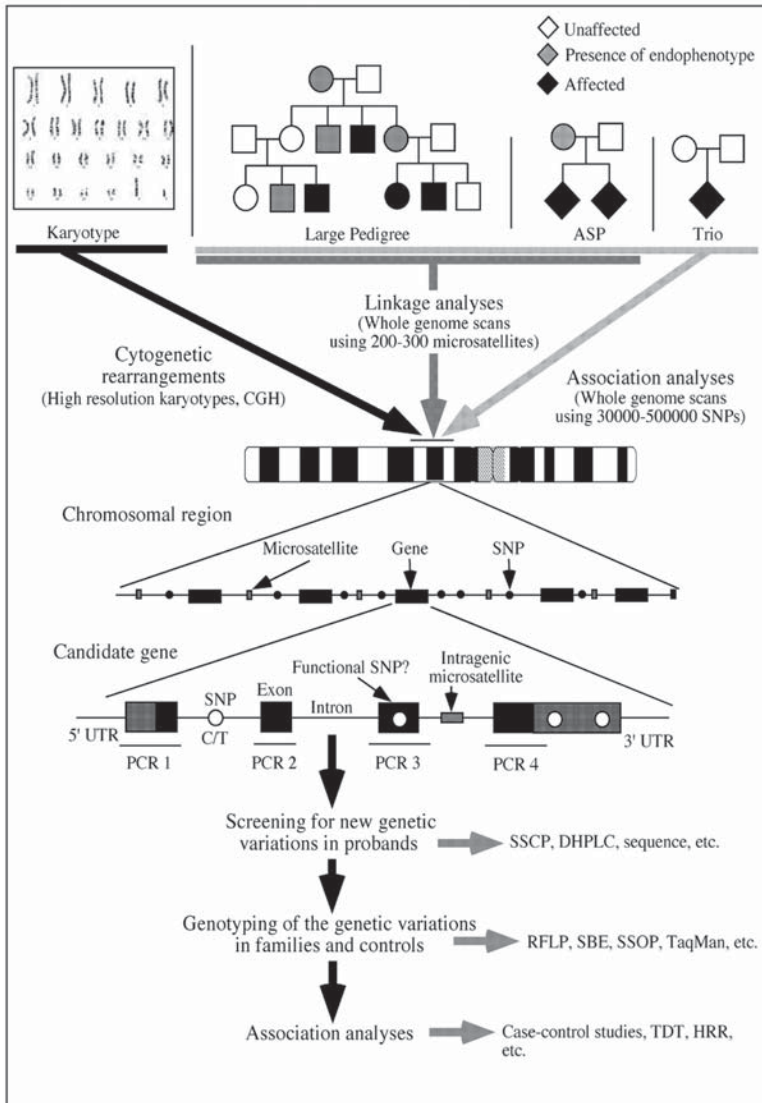 Unaffected
Presence of endophenotype
Affected
Karyotype
Large Pedigree
ASP
Trio
Linkage analyses
(Whole genome scans
using 200-300 microsatellites)
Cytogenetic
rearrangements
(High resolution karyotypes, CGH)
Association analyses
(Whole genome scans
using 30000-500000 SNPs)
Chromosomal region
Microsatellite
Gene
SNP
Candidate gene
Functional SNP?
Intragenic
microsatellite
SNP
Exon
Intron
5' UTR
C/T
3' UTR
PCR 1
PCR 2
PCR 3
PCR 4
Screening for new genetic
variations in probands
SSCP, DHPLC, sequence, etc.
Genotyping of the genetic variations
in families and controls
RFLP, SBE, SSOP, TaqMan, etc.
Association analyses
Case-control studies, TDT, HRR,
etc.